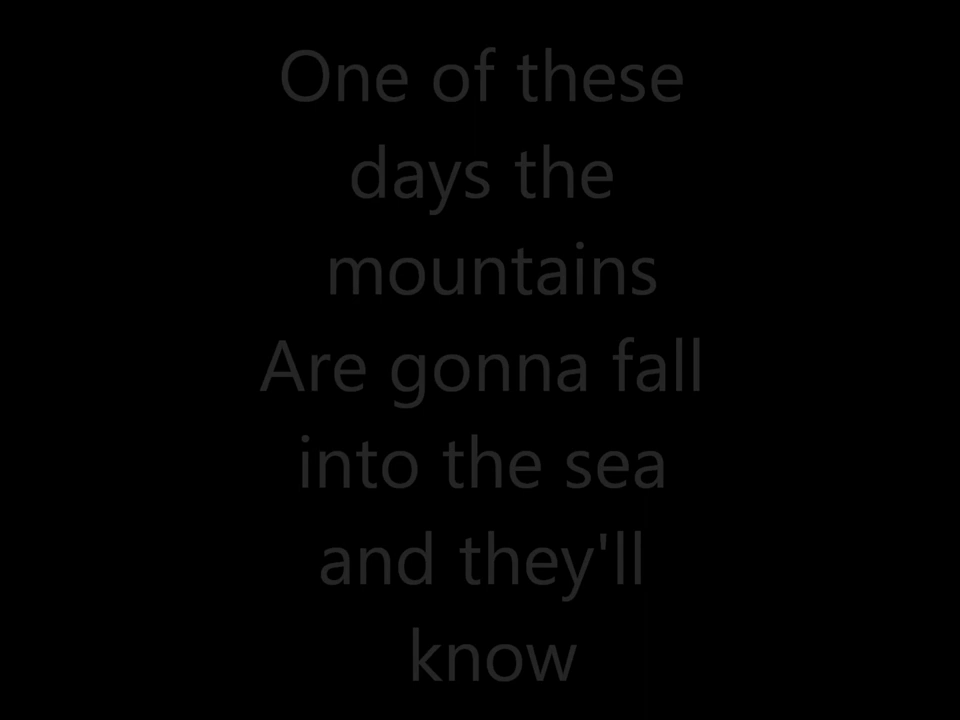 One of these
days the
mountains
Are gonna fall
into the sea
and they'll
know